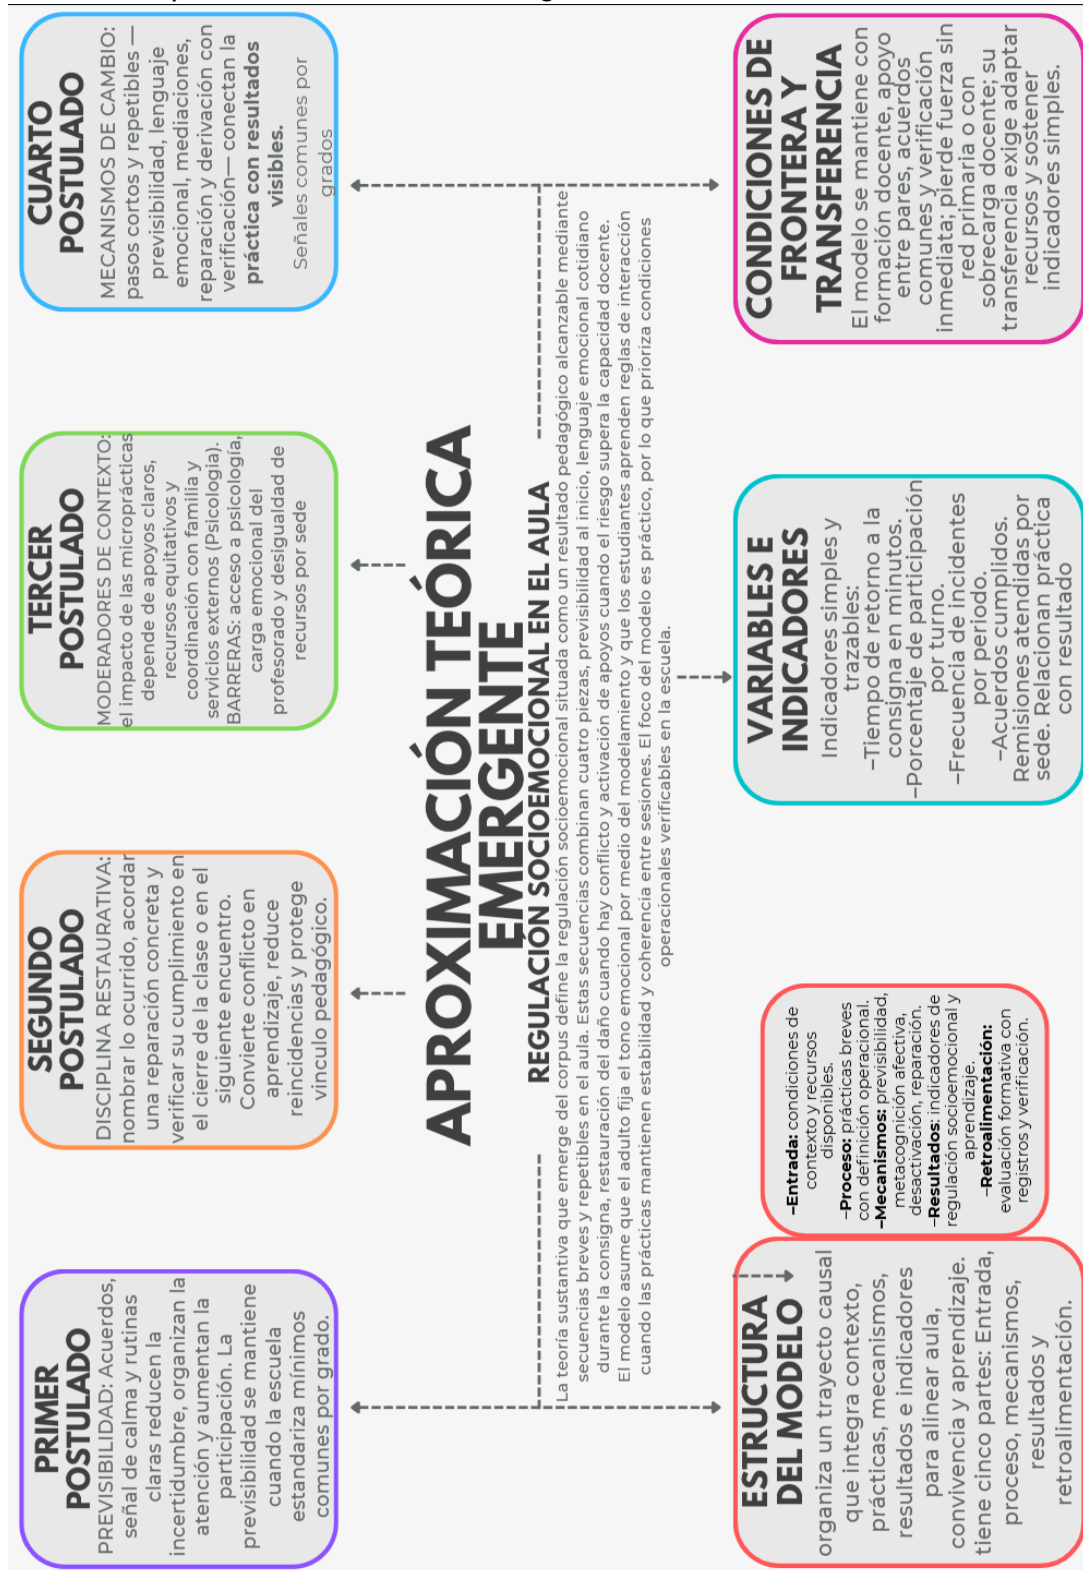 PRIMER
POSTULADO
PREVISIBILIDAD: Acuerdos,
señal de calma y rutinas
claras reducen la
incertidumbre, organizan la
atención y aumentan la
participación. La
previsibilidad se mantiene
cuando la escuela
estandariza mínimos
comunes por grado.
SEGUNDO
POSTULADO
DISCIPLINA RESTAURATIVA:
nombrar lo ocurrido, acordar
una reparación concreta y
verificar su cumplimiento en
el cierre de la clase o en el
siguiente encuentro.
Convierte conflicto en
aprendizaje, reduce
reincidencias y protege
vínculo pedagógico.
TERCER
POSTULADO
MODERADORES DE CONTEXTO:
el impacto de las microprácticas
depende de apoyos claros,
recursos equitativos y
coordinación con familia y
servicios externos (Psicología).
BARRERAS: acceso a psicología,
carga emocional del
profesorado y desigualdad de
recursos por sede
CUARTO
POSTULADO
MECANISMOS DE CAMBIO:
pasos cortos y repetibles —
previsibilidad, lenguaje
emocional, mediaciones,
reparación y derivación con
verificación— conectan la
práctica con resultados
visibles.
Señales comunes por
grados
APROXIMACIÓN TEÓRICA
EMERGENTE
REGULACIÓN SOCIOEMOCIONAL EN EL AULA
La teoría sustantiva que emerge del corpus define la regulación socioemocional situada como un resultado pedagógico alcanzable mediante
secuencias breves y repetibles en el aula. Estas secuencias combinan cuatro piezas, previsibilidad al inicio, lenguaje emocional cotidiano
durante la consigna, restauración del daño cuando hay conflicto y activación de apoyos cuando el riesgo supera la capacidad docente.
El modelo asume que el adulto fija el tono emocional por medio del modelamiento y que los estudiantes aprenden reglas de interacción
cuando las prácticas mantienen estabilidad y coherencia entre sesiones. El foco del modelo es práctico, por lo que prioriza condiciones
operacionales verificables en la escuela.
ESTRUCTURA
DEL MODELO
organiza un trayecto causal
que integra contexto,
prácticas, mecanismos,
resultados e indicadores
para alinear aula,
convivencia y aprendizaje.
tiene cinco partes: Entrada,
proceso, mecanismos,
resultados y
retroalimentación.
–Entrada: condiciones de
contexto y recursos
disponibles.
–Proceso: prácticas breves
con definición operacional.
–Mecanismos: previsibilidad,
metacognición afectiva,
desactivación, reparación.
–Resultados: indicadores de
regulación socioemocional y
aprendizaje.
–Retroalimentación:
evaluación formativa con
registros y verificación.
VARIABLES E
INDICADORES
Indicadores simples y
trazables:
–Tiempo de retorno a la
consigna en minutos.
–Porcentaje de participación
por turno.
–Frecuencia de incidentes
por periodo.
–Acuerdos cumplidos.
Remisiones atendidas por
sede. Relacionan práctica
con resultado
CONDICIONES DE
FRONTERA Y
TRANSFERENCIA
El modelo se mantiene con
formación docente, apoyo
entre pares, acuerdos
comunes y verificación
inmediata; pierde fuerza sin
red primaria o con
sobrecarga docente; su
transferencia exige adaptar
recursos y sostener
indicadores simples.